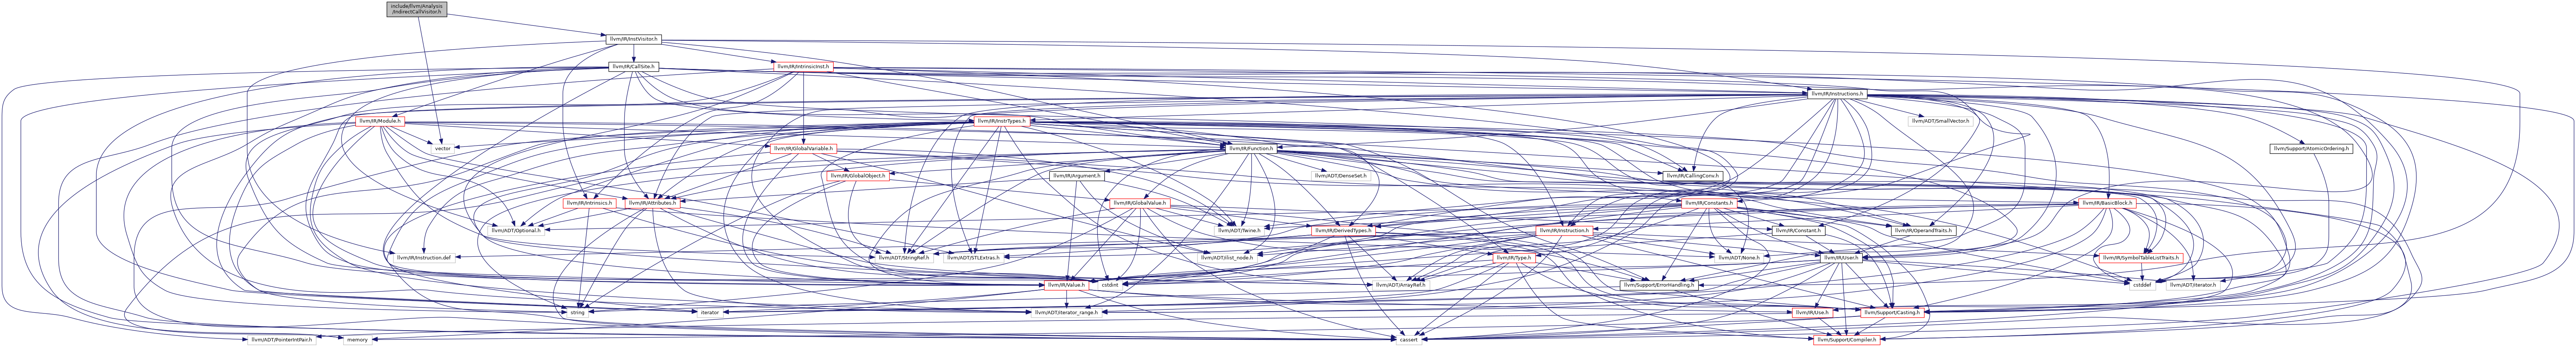 include/llvm/Analysis
/IndirectCallVisitor.h
llvm/IR/InstVisitor.h
llvm/IR/CallSite.h
llvm/IR/IntrinsicInst.h
llvm/IR/Instructions.h
llvm/IR/Module.h
llvm/IR/InstrTypes.h
llvm/ADT/SmallVector.h
vector
llvm/IR/GlobalVariable.h
llvm/IR/Function.h
llvm/Support/AtomicOrdering.h
llvm/IR/GlobalObject.h
llvm/IR/Argument.h
llvm/ADT/DenseSet.h
llvm/IR/CallingConv.h
llvm/IR/Intrinsics.h
llvm/IR/Attributes.h
llvm/IR/GlobalValue.h
llvm/IR/Constants.h
llvm/IR/BasicBlock.h
llvm/ADT/Optional.h
llvm/ADT/Twine.h
llvm/IR/DerivedTypes.h
llvm/IR/Instruction.h
llvm/IR/Constant.h
llvm/IR/OperandTraits.h
llvm/IR/Instruction.def
llvm/ADT/StringRef.h
llvm/ADT/STLExtras.h
llvm/ADT/ilist_node.h
llvm/IR/Type.h
llvm/ADT/None.h
llvm/IR/User.h
llvm/IR/SymbolTableListTraits.h
llvm/IR/Value.h
cstdint
llvm/ADT/ArrayRef.h
llvm/Support/ErrorHandling.h
cstddef
llvm/ADT/iterator.h
string
iterator
llvm/ADT/iterator_range.h
llvm/IR/Use.h
llvm/Support/Casting.h
llvm/ADT/PointerIntPair.h
memory
cassert
llvm/Support/Compiler.h